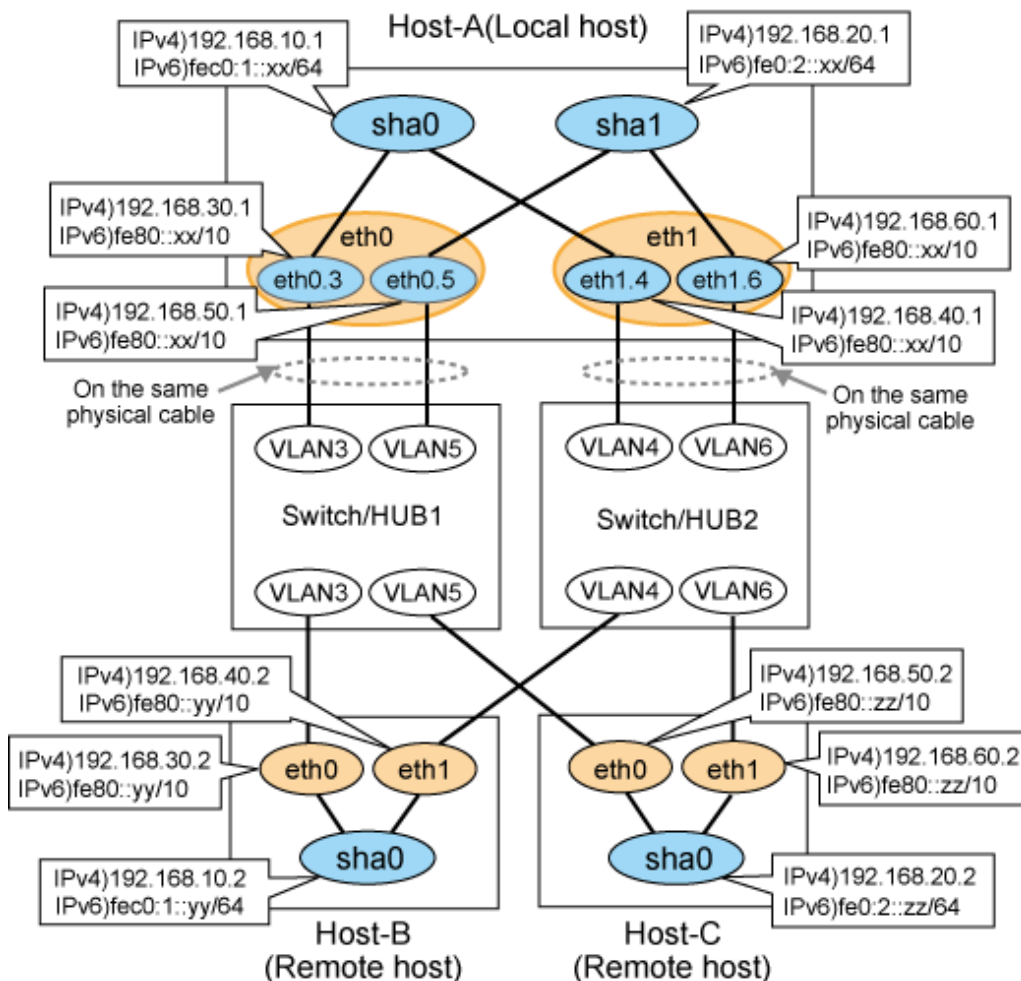 Host-A(Local host)
IPv4)192.168.10.1
IPv6)fec0:1::xx/64
IPv4)192.168.20.1
IPv6)fe0:2::xx/64
sha0
sha1
IPv4)192.168.30.1
IPv6)fe80::xx/10
eth0
eth1
IPv4)192.168.60.1
IPv6)fe80::xx/10
eth0.3
eth0.5
eth1.4
eth1.6
IPv4)192.168.50.1
IPv6)fe80::xx/10
IPv4)192.168.40.1
IPv6)fe80::xx/10
On the same
physical cable
On the same
physical cable
VLAN3
VLAN5
VLAN4
VLAN6
Switch/HUB1
Switch/HUB2
VLAN3
VLAN5
VLAN4
VLAN6
IPv4)192.168.40.2
IPv6)fe80::yy/10
IPv4)192.168.50.2
IPv6)fe80::zz/10
IPv4)192.168.30.2
IPv6)fe80::yy/10
eth0
eth1
eth0
eth1
IPv4)192.168.60.2
IPv6)fe80::zz/10
sha0
sha0
IPv4)192.168.10.2
IPv6)fec0:1::yy/64
IPv4)192.168.20.2
IPv6)fe0:2::zz/64
Host-B
(Remote host)
Host-C
(Remote host)